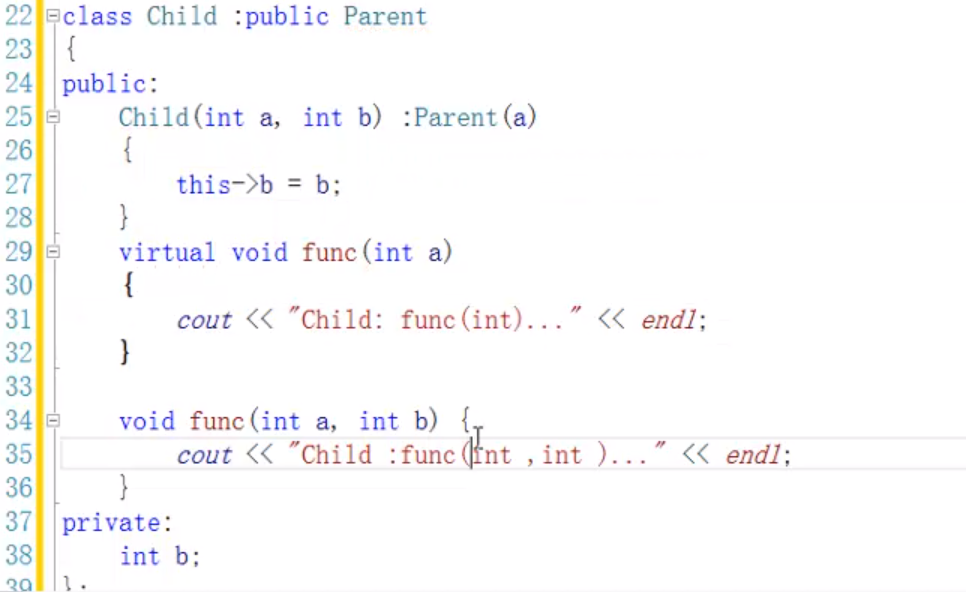 22 class Child :public Parent
23 {
24 public:
25     Child(int a, int b) :Parent(a)
26     {
27         this->b = b;
28     }
29     virtual void func(int a)
30     {
31         cout << "Child: func(int)..." << endl;
32     }
33
34     void func(int a, int b) {
35         cout << "Child :func(int ,int )..." << endl;
36     }
37 private:
38     int b;
39 };